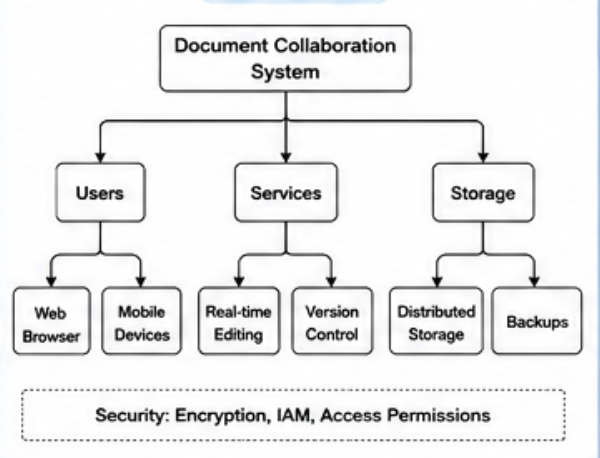 Document Collaboration
System
Users
Services
Storage
Web
Browser
Mobile
Devices
Real-time
Editing
Version
Control
Distributed
Storage
Backups
Security: Encryption, IAM, Access Permissions